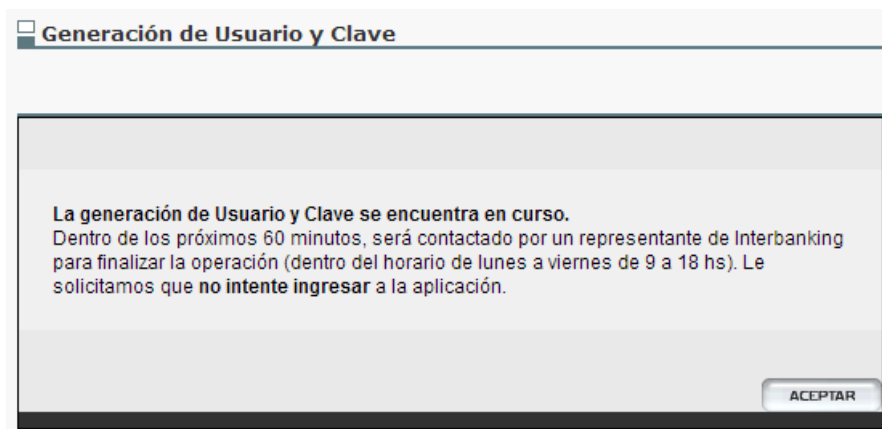 Generación de Usuario y Clave
La generación de Usuario y Clave se encuentra en curso.
Dentro de los próximos 60 minutos, será contactado por un representante de Interbanking
para finalizar la operación (dentro del horario de lunes a viernes de 9 a 18 hs). Le
solicitamos que no intente ingresar a la aplicación.
ACEPTAR